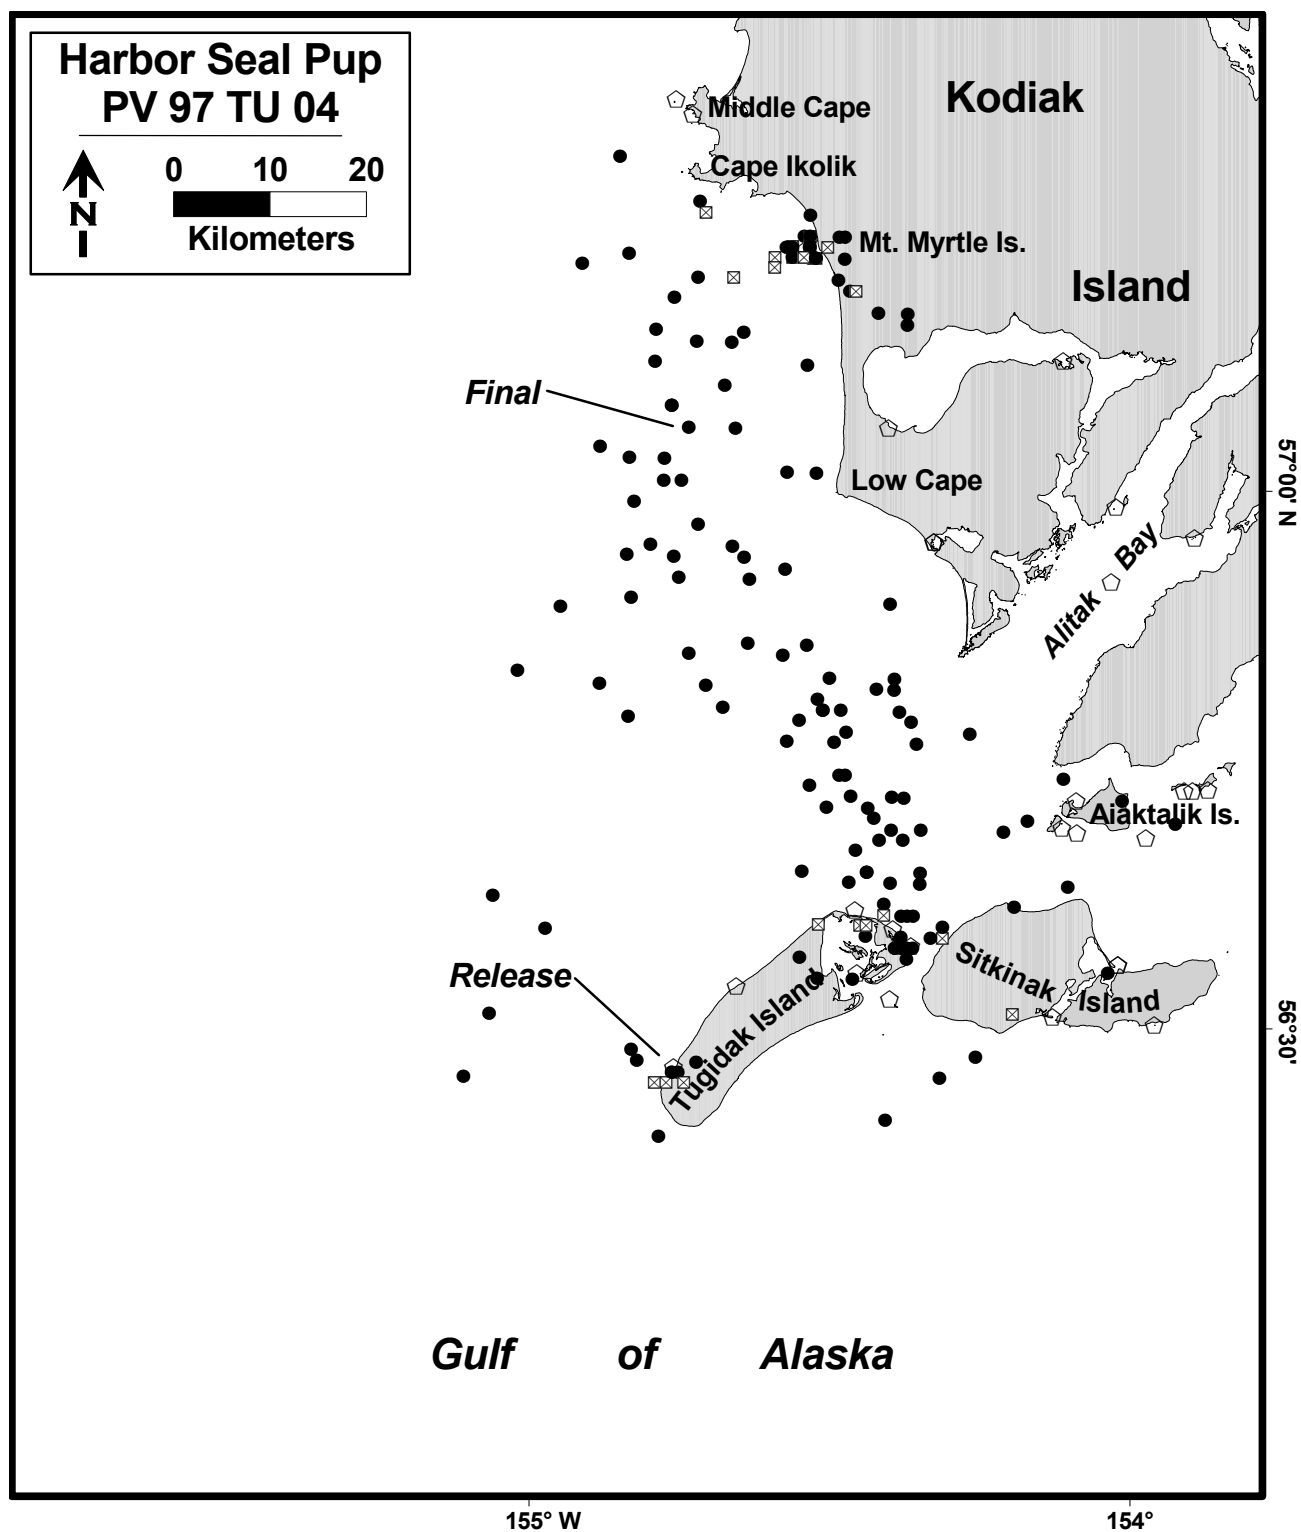 Harbor Seal Pup
PV 97 TU 04
0 10 20
N
Kilometers
Middle Cape
Kodiak
Cape Ikolik
Mt. Myrtle Is.
Island
Final
Low Cape
57°00' N
Alitak Bay
Aiaktalik Is.
Release
Sitkinak Island
Tugidak Island
56°30'
Gulf of Alaska
155° W
154°